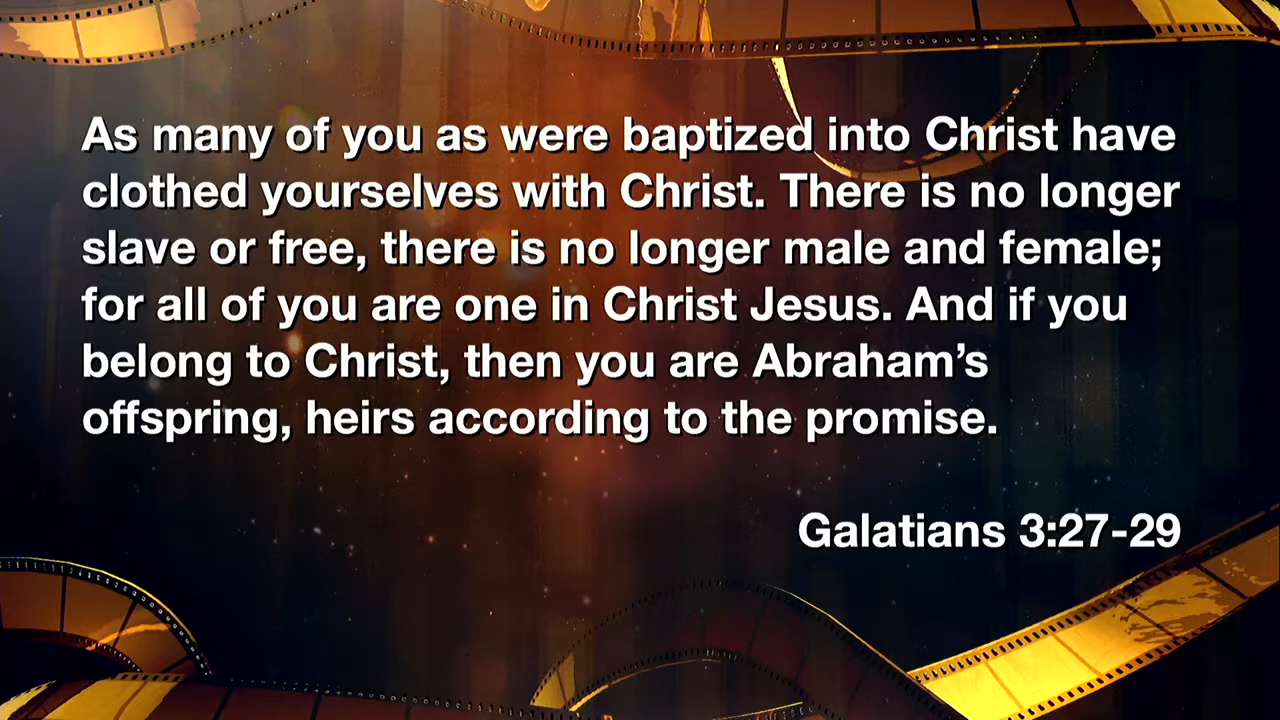 As many of you as were baptized into Christ have
clothed yourselves with Christ. There is no longer
slave or free, there is no longer male and female;
for all of you are one in Christ Jesus. And if you
belong to Christ, then you are Abraham’s
offspring, heirs according to the promise.
Galatians 3:27-29